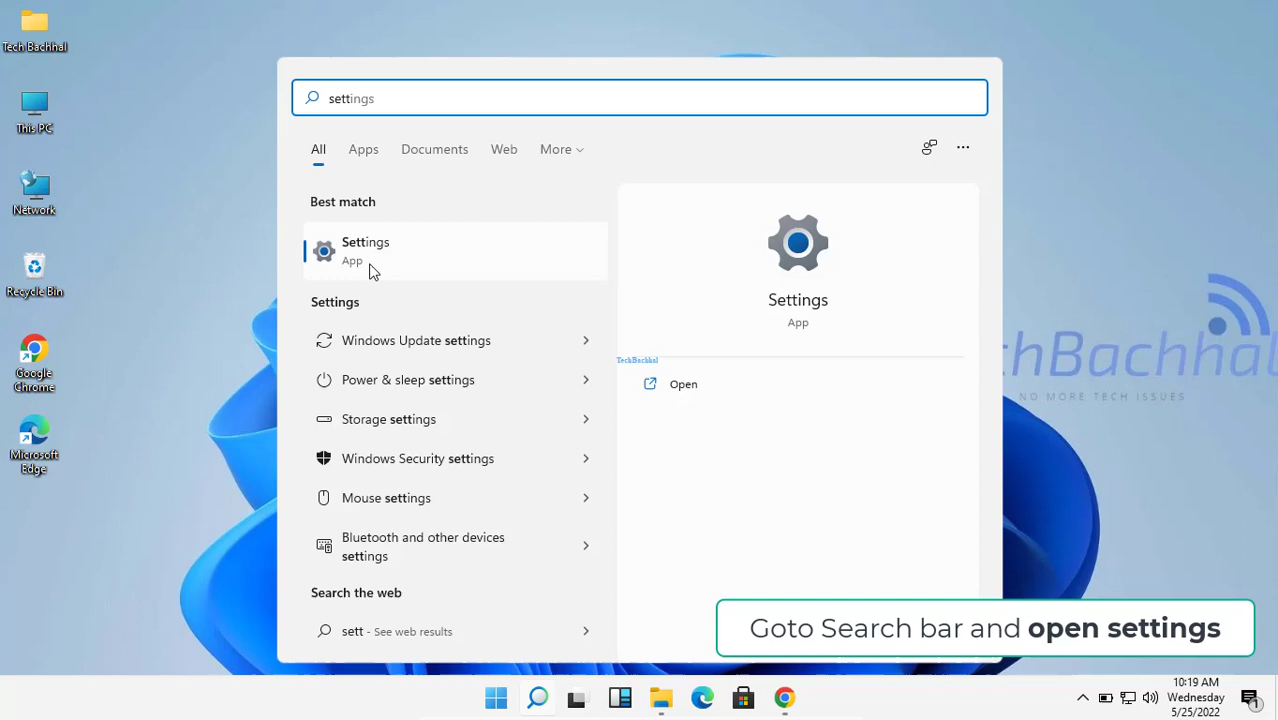 Tech Bachhal
This PC
Network
Recycle Bin
Google
Chrome
Microsoft
Edge
settings
All
Apps
Documents
Web
More
Best match
Settings
App
Settings
Windows Update settings
Power & sleep settings
Storage settings
Windows Security settings
Mouse settings
Bluetooth and other devices
settings
Search the web
sett - See web results
Settings
App
TechBachhal
Open
chBachhal
NO MORE TECH ISSUES
Goto Search bar and open settings
10:19 AM
Wednesday
5/25/2022
1